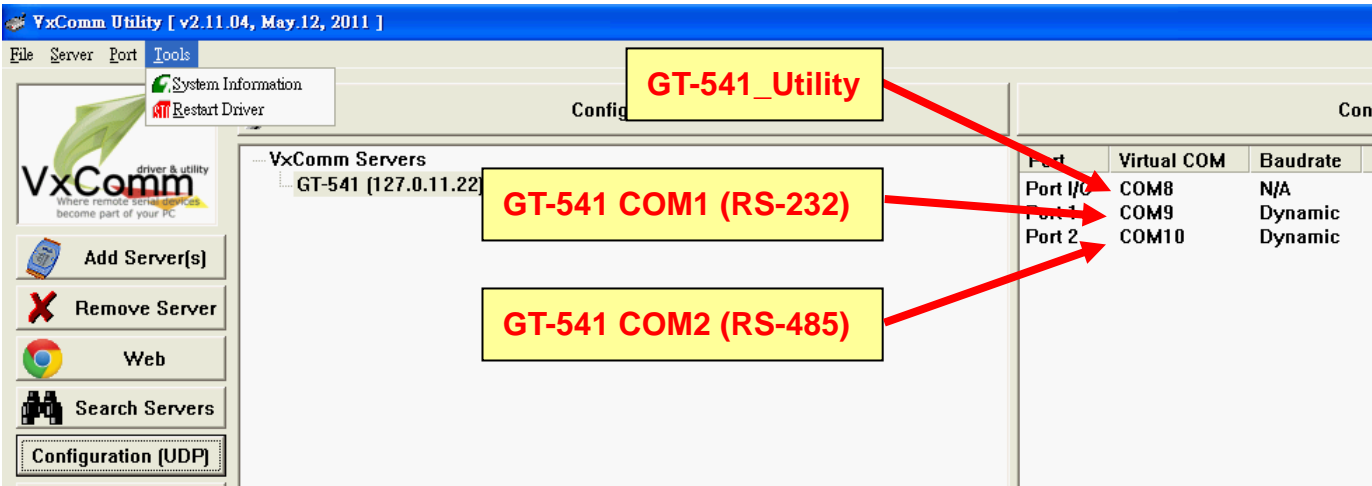 VxComm Utility [ v2.11.04, May.12, 2011 ]
File Server Port Tools
System Information
Restart Driver
VxComm
driver & utility
Where remote serial devices
become part of your PC
Add Server(s)
Remove Server
Web
Search Servers
Configuration (UDP)
Config
VxComm Servers
GT-541 (127.0.11.22)
GT-541_Utility
GT-541 COM1 (RS-232)
GT-541 COM2 (RS-485)
Con
Port Virtual COM Baudrate
Port I/O COM8 N/A
Port 1 COM9 Dynamic
Port 2 COM10 Dynamic